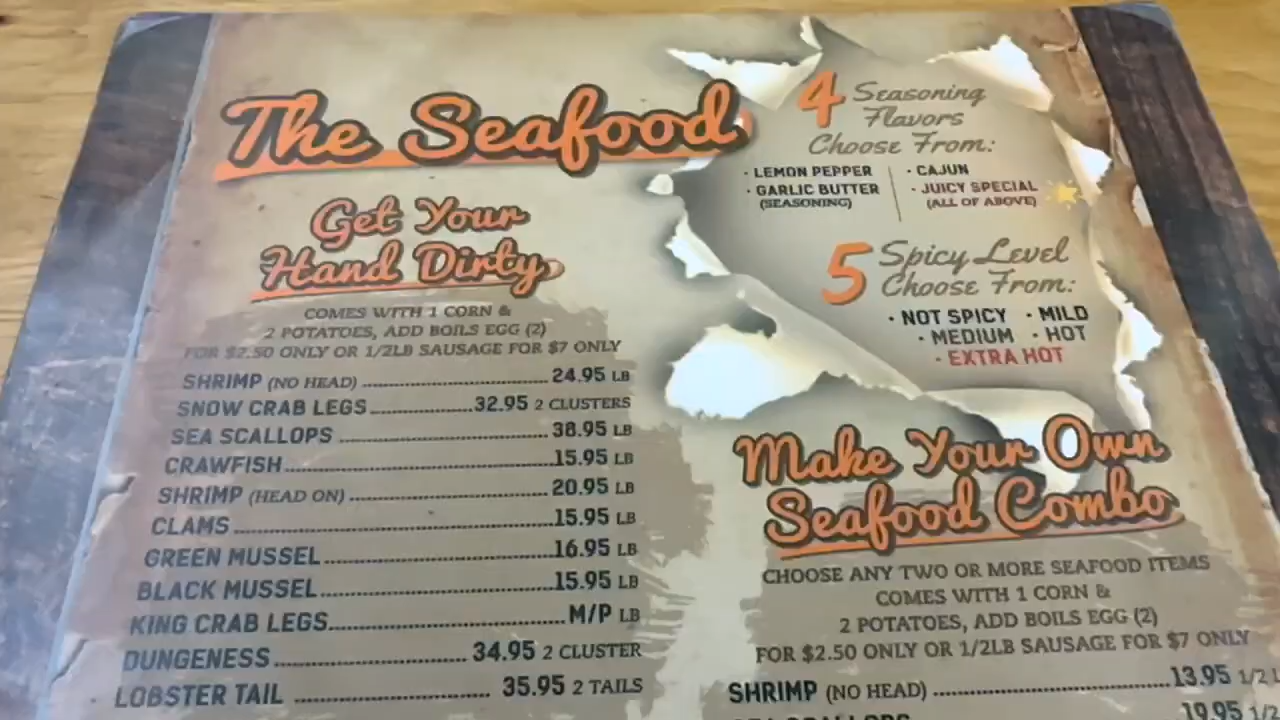 The Seafood
Get Your
Hand Dirty
COMES WITH 1 CORN &
2 POTATOES, ADD BOILS EGG (2)
FOR $2.50 ONLY OR 1/2LB SAUSAGE FOR $7 ONLY
SHRIMP (NO HEAD) ........ 24.95 LB
SNOW CRAB LEGS ........ 32.95 2 CLUSTERS
SEA SCALLOPS ........ 38.95 LB
CRAWFISH ........ 15.95 LB
SHRIMP (HEAD ON) ........ 20.95 LB
CLAMS ........ 15.95 LB
GREEN MUSSEL ........ 16.95 LB
BLACK MUSSEL ........ 15.95 LB
KING CRAB LEGS ........ M/P LB
DUNGENESS ........ 34.95 2 CLUSTER
LOBSTER TAIL ........ 35.95 2 TAILS
4 Seasoning
Flavors
Choose From:
· LEMON PEPPER
· GARLIC BUTTER
(SEASONING)
· CAJUN
· JUICY SPECIAL
(ALL OF ABOVE)
5 Spicy Level
Choose From:
· NOT SPICY · MILD
· MEDIUM · HOT
· EXTRA HOT
Make Your Own
Seafood Combo
CHOOSE ANY TWO OR MORE SEAFOOD ITEMS
COMES WITH 1 CORN &
2 POTATOES, ADD BOILS EGG (2)
FOR $2.50 ONLY OR 1/2LB SAUSAGE FOR $7 ONLY
SHRIMP (NO HEAD) ........ 13.95 1/2 L
19.95 1/2